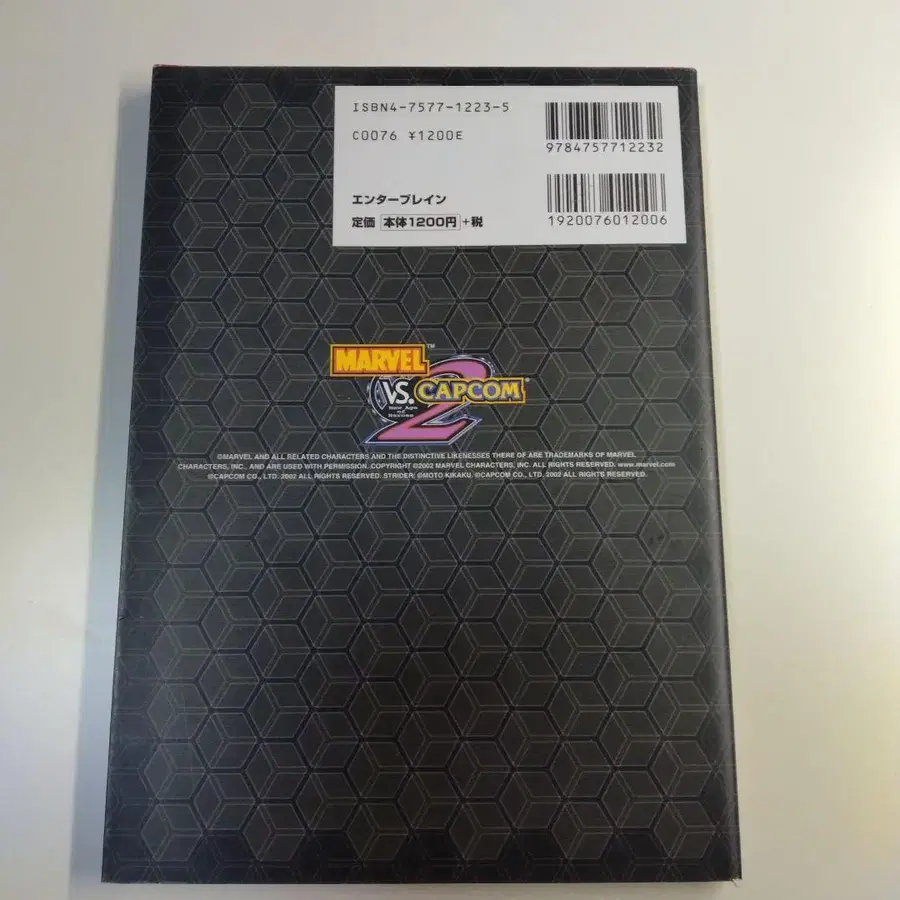 ISBN4-7577-1223-5
C0076 ¥1200E
9784757712232
エンターブレイン
定価 本体1200円 +税
1920076012006
MARVEL™
VS. CAPCOM®
2
New Age
of
Heroes
©MARVEL AND ALL RELATED CHARACTERS AND THE DISTINCTIVE LIKENESSES THERE OF ARE TRADEMARKS OF MARVEL
CHARACTERS, INC., AND ARE USED WITH PERMISSION. COPYRIGHT ©2002 MARVEL CHARACTERS, INC. ALL RIGHTS RESERVED. www.marvel.com
©CAPCOM CO., LTD. 2002 ALL RIGHTS RESERVED. STRIDER: ©MOTO KIKAKU. ©CAPCOM CO., LTD. 2002 ALL RIGHTS RESERVED.